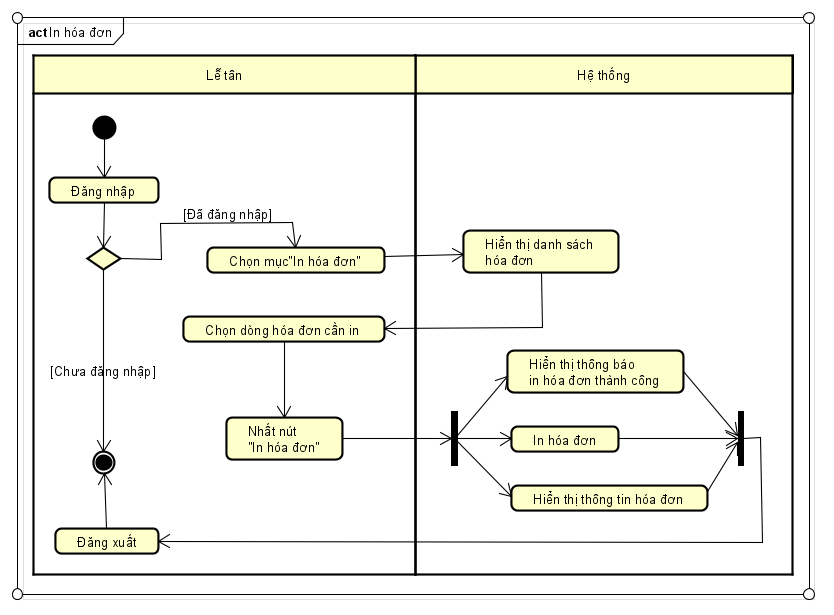 act In hóa đơn
Lễ tân
Hệ thống
Đăng nhập
[Đã đăng nhập]
Chọn mục"In hóa đơn"
Hiển thị danh sách
hóa đơn
Chọn dòng hóa đơn cần in
[Chưa đăng nhập]
Hiển thị thông báo
in hóa đơn thành công
Nhất nút
"In hóa đơn"
In hóa đơn
Hiển thị thông tin hóa đơn
Đăng xuất